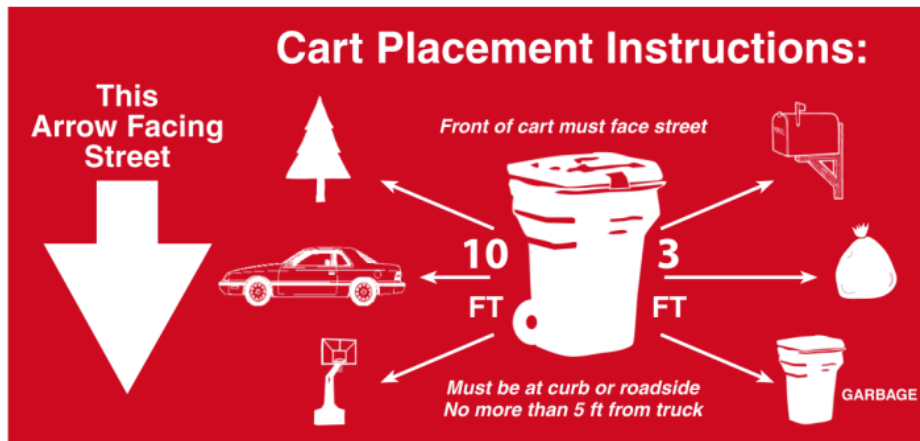 Cart Placement Instructions:
This
Arrow Facing
Street
Front of cart must face street
10
FT
3
FT
Must be at curb or roadside
No more than 5 ft from truck
GARBAGE